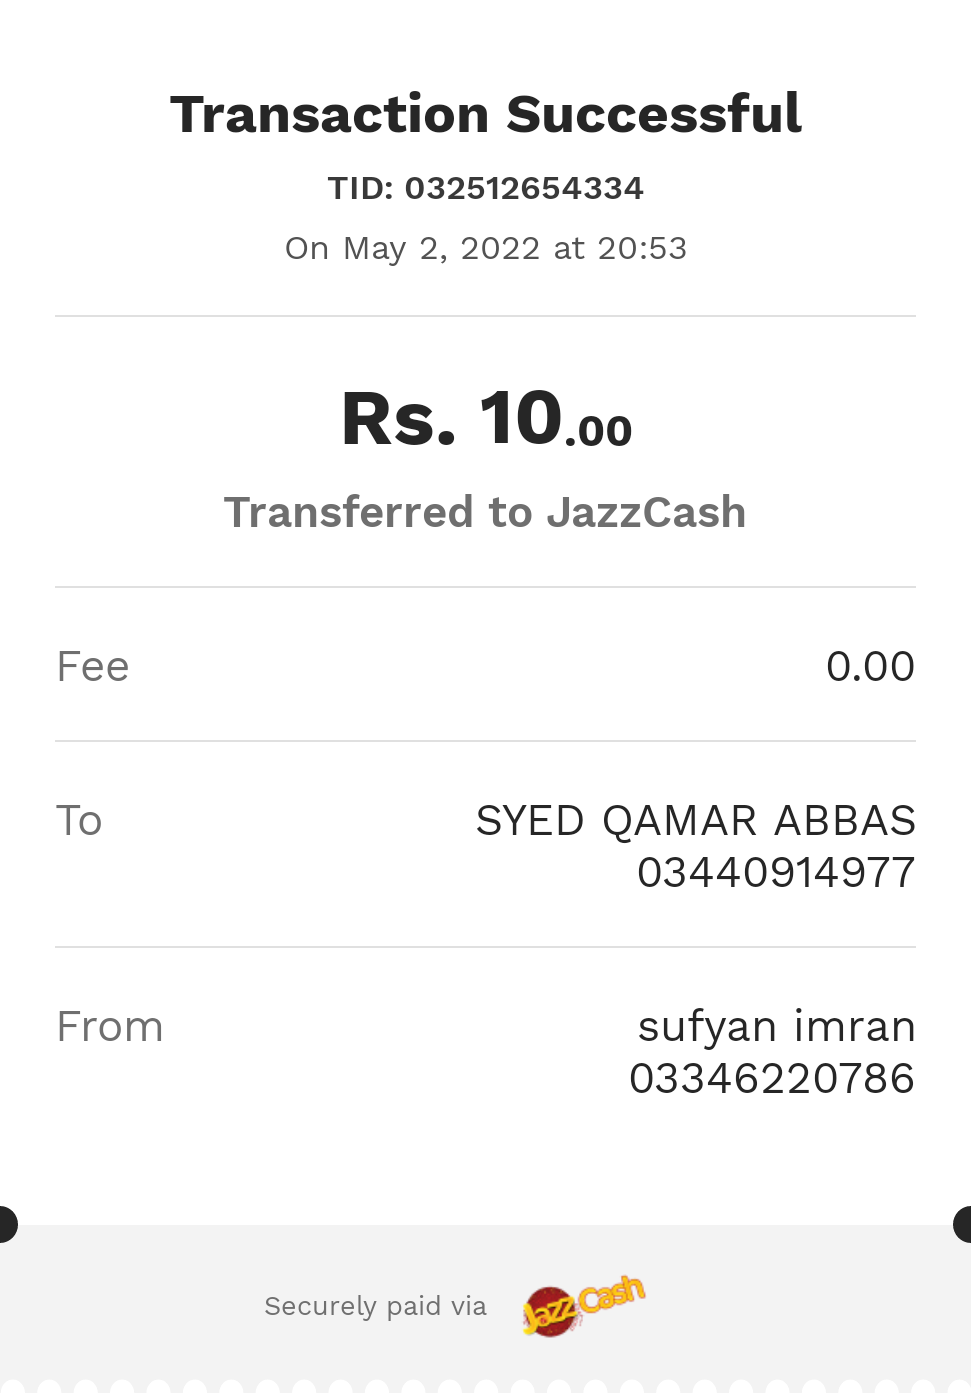 Transaction Successful
TID: 032512654334
On May 2, 2022 at 20:53
Rs. 10.00
Transferred to JazzCash
Fee 0.00
To SYED QAMAR ABBAS
03440914977
From sufyan imran
03346220786
Securely paid via JazzCash